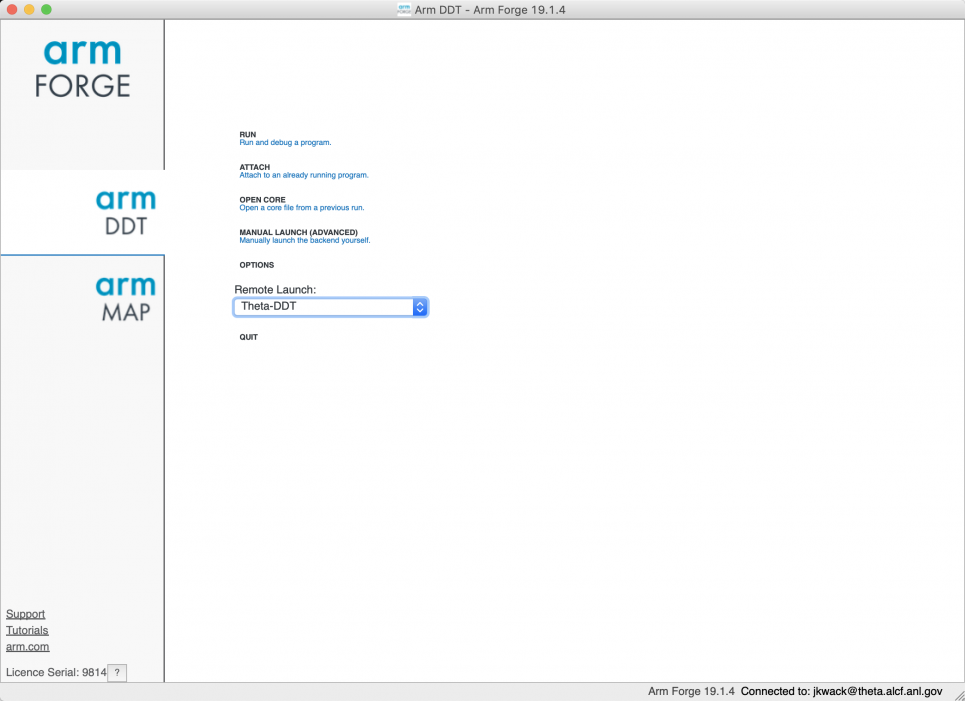 arm
FORGE
Arm DDT - Arm Forge 19.1.4
arm
FORGE
arm
DDT
arm
MAP
Support
Tutorials
arm.com
Licence Serial: 9814 ?
RUN
Run and debug a program.
ATTACH
Attach to an already running program.
OPEN CORE
Open a core file from a previous run.
MANUAL LAUNCH (ADVANCED)
Manually launch the backend yourself.
OPTIONS
Remote Launch:
Theta-DDT
QUIT
Arm Forge 19.1.4 Connected to: jkwack@theta.alcf.anl.gov